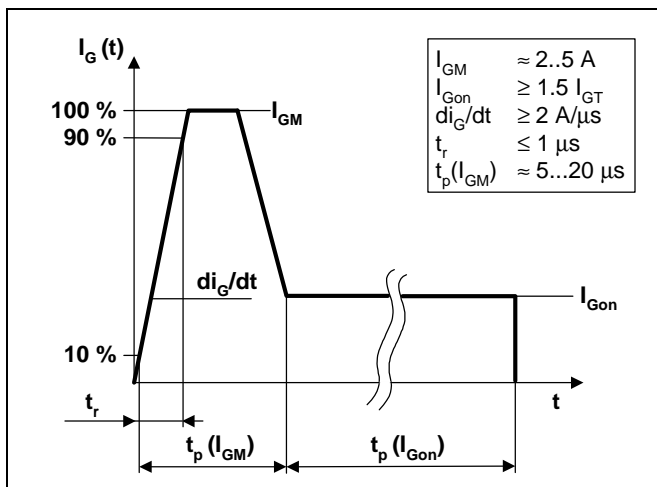 I_G (t)
I_GM ≈ 2..5 A
I_Gon ≥ 1.5 I_GT
di_G/dt ≥ 2 A/µs
t_r ≤ 1 µs
t_p(I_GM) ≈ 5...20 µs
100 %
I_GM
90 %
di_G/dt
I_Gon
10 %
t
t_r
t_p (I_GM)
t_p (I_Gon)